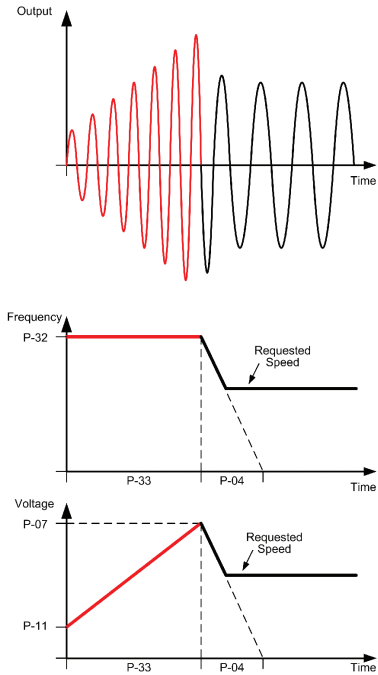 Output
Time
Frequency
P-32
Requested
Speed
P-33
P-04
Time
Voltage
P-07
Requested
Speed
P-11
P-33
P-04
Time